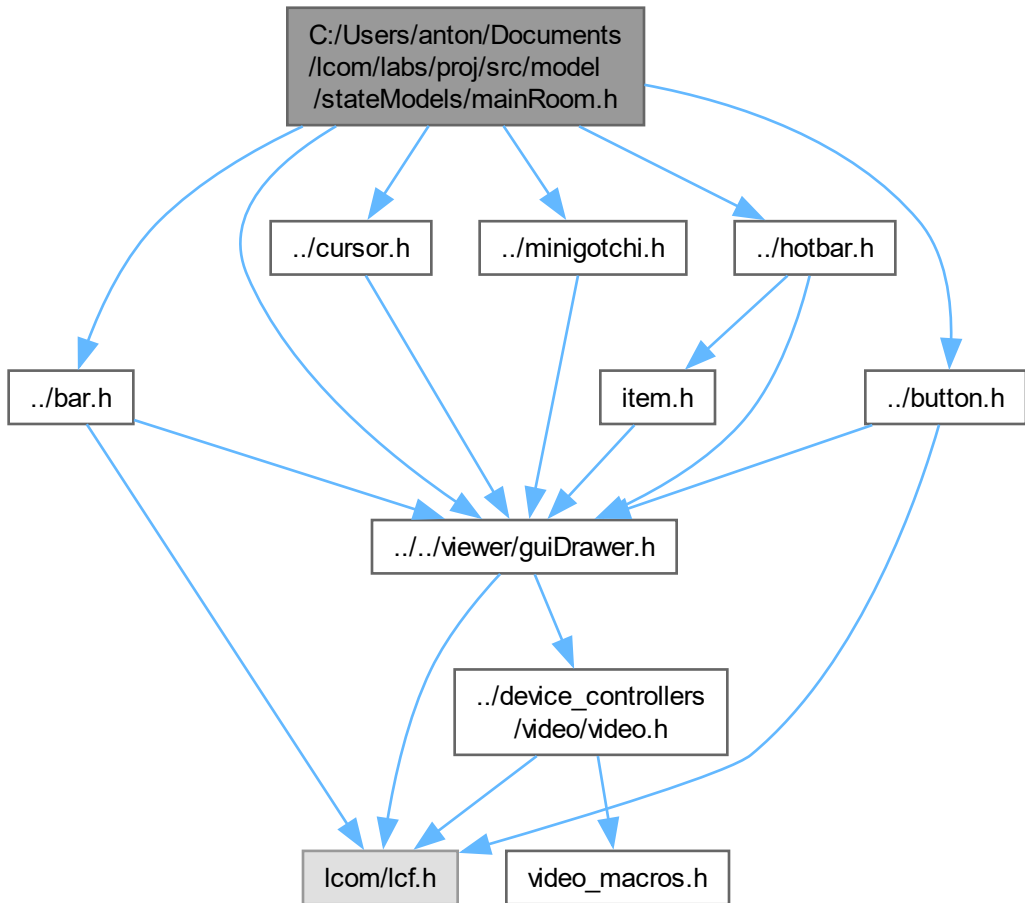 C:/Users/anton/Documents
/lcom/labs/proj/src/model
/stateModels/mainRoom.h
../cursor.h
../minigotchi.h
../hotbar.h
../bar.h
item.h
../button.h
../../viewer/guiDrawer.h
../device_controllers
/video/video.h
lcom/lcf.h
video_macros.h